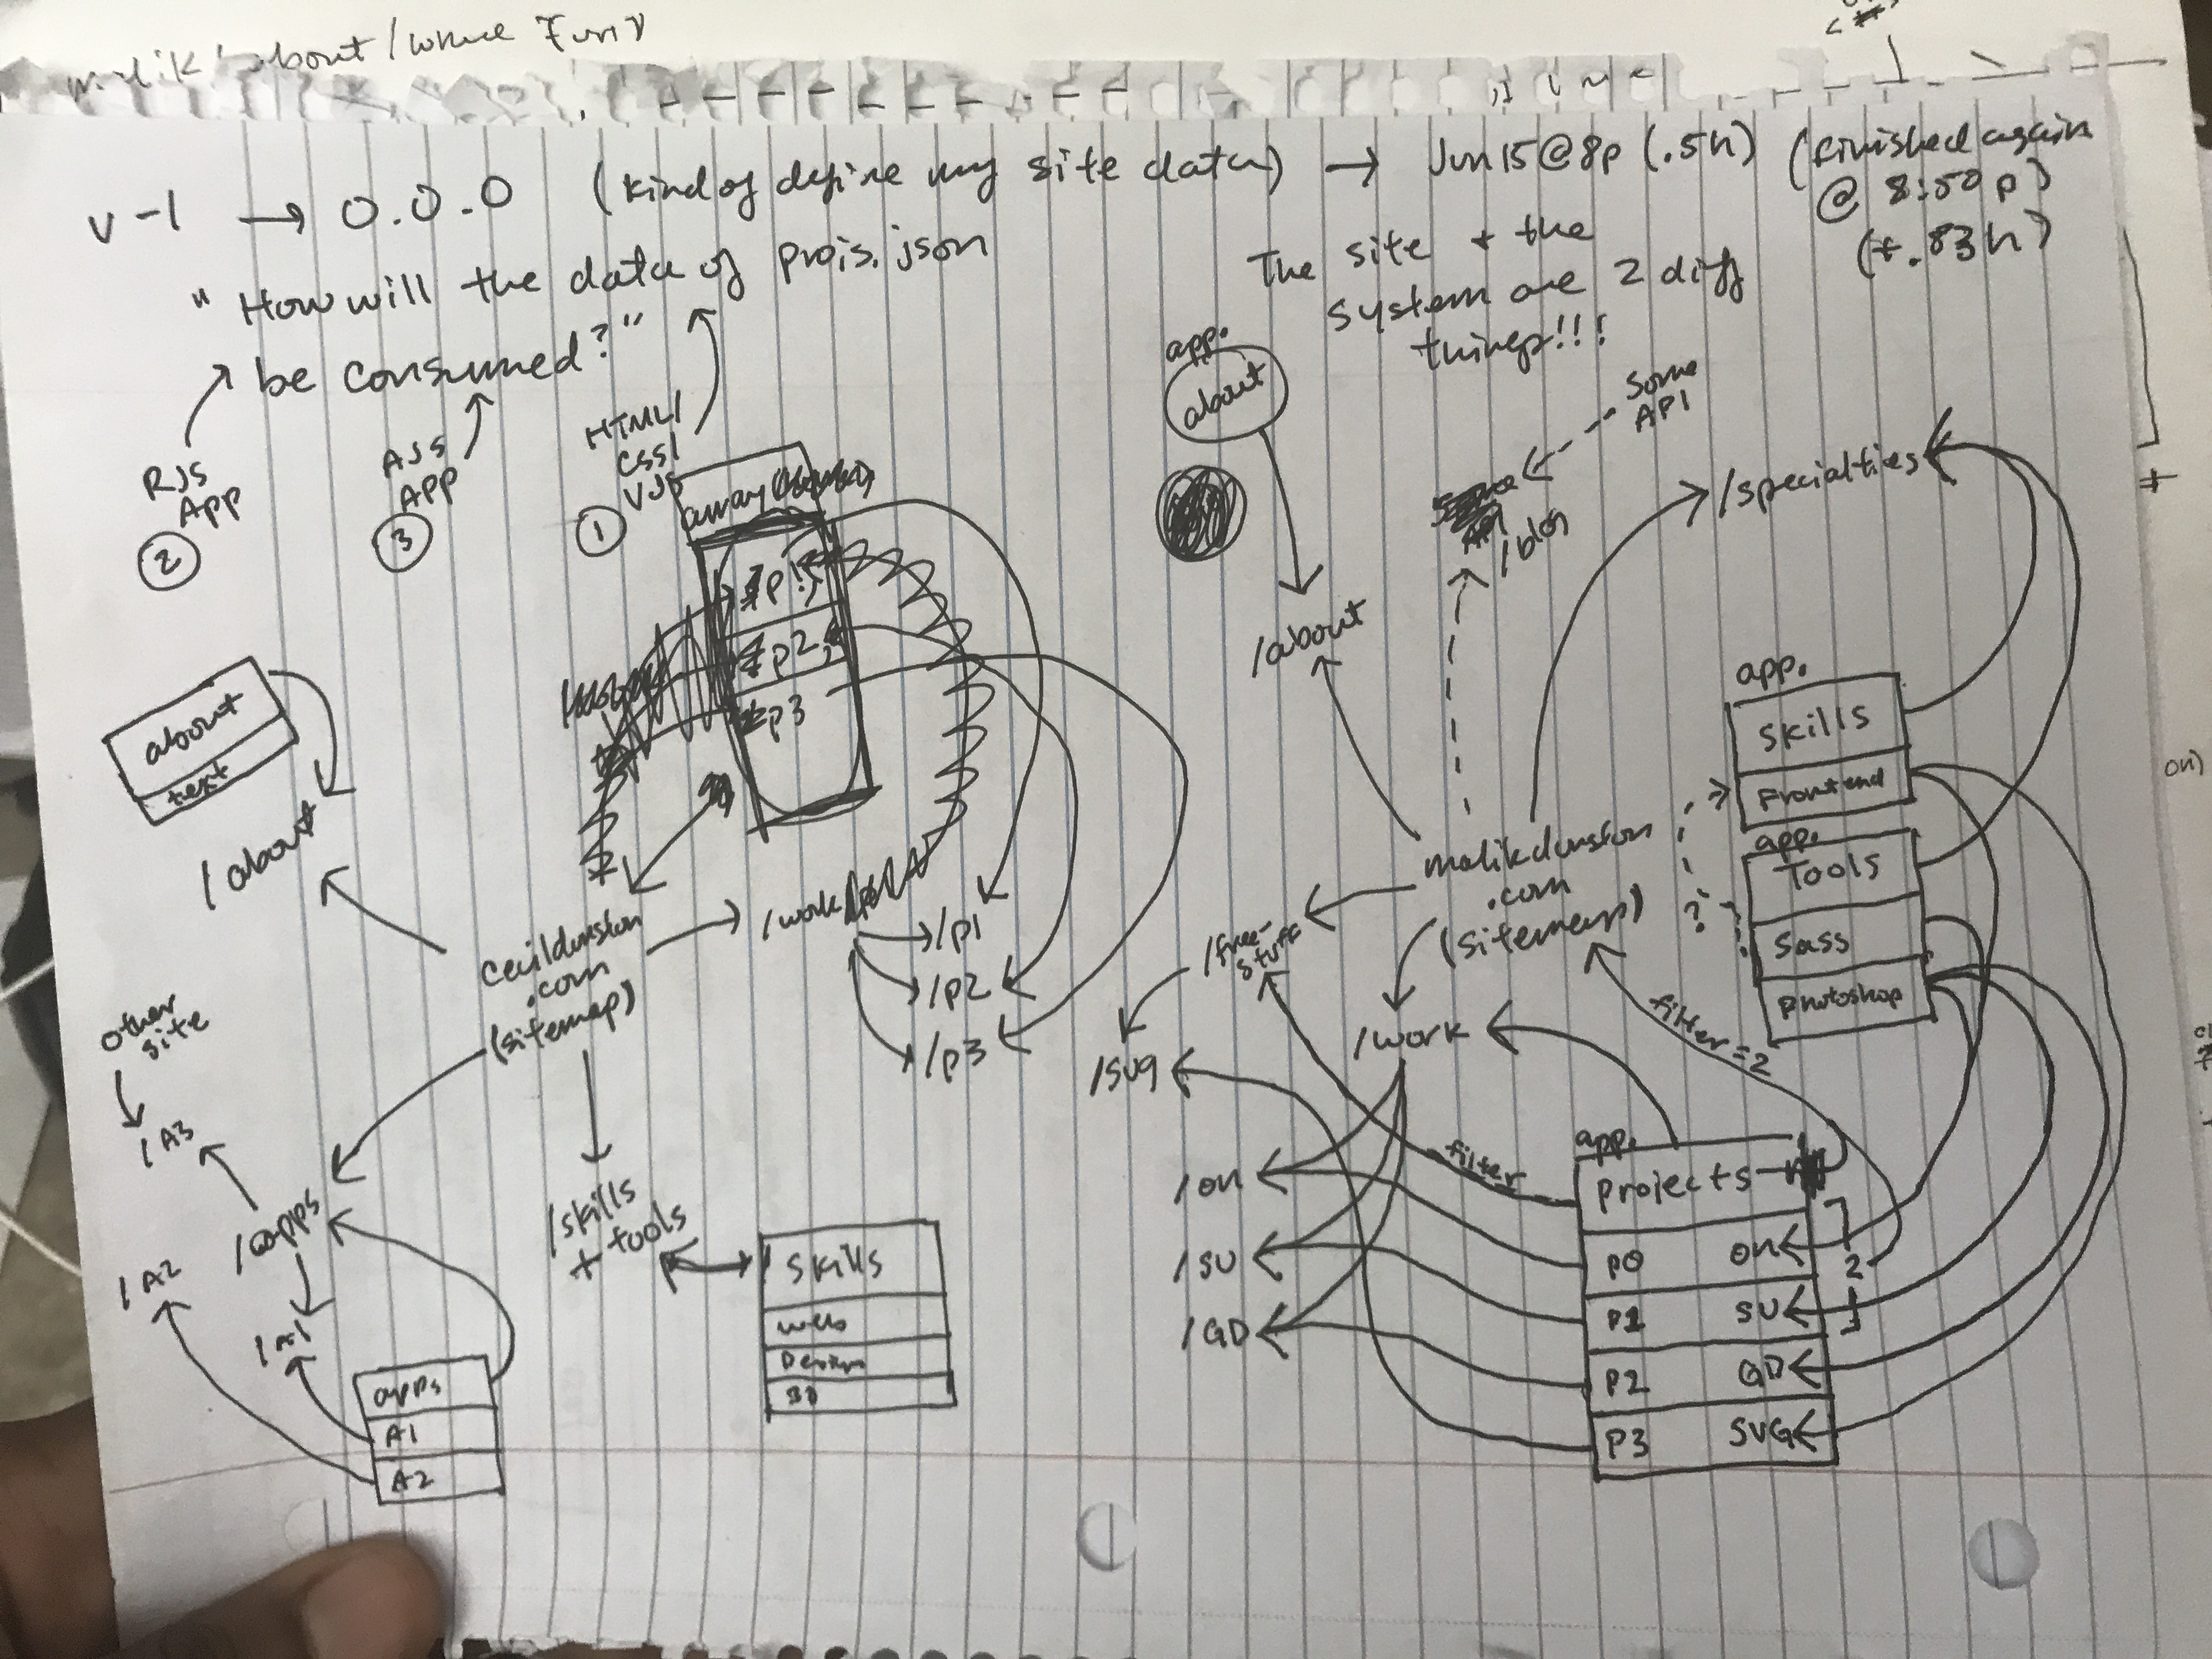 malik/about/
v-1 → 0.0.0 (kind of define my site data) → Jun 15 @ 8p (.5h) (finished again
@ 8:50p)
(+.83h)
"How will the data of projs.json
be consumed?"
The site + the
system are 2 diff
things!!!
RJS
App
2
AJS
App
3
HTML/
CSS/
VJS
1
array
p1
p2
p3
about
text
/about
cecildunston
.com
(sitemap)
/work
/p1
/p2
/p3
other
site
/A3
/apps
/A2
/A1
apps
A1
A2
/skills
+ tools
Skills
web
Design
3D
app.
about
/about
Some
API
/blog
/specialties
malikdunston
.com
(sitemap)
/free-
stuff
/svg
/work
/on
/SU
/GD
filter
filter=2
?
app.
Skills
Frontend
app.
Tools
Sass
Photoshop
app.
Projects
P0 ON
P1 SU
P2 GD
P3 SVG
2
on)